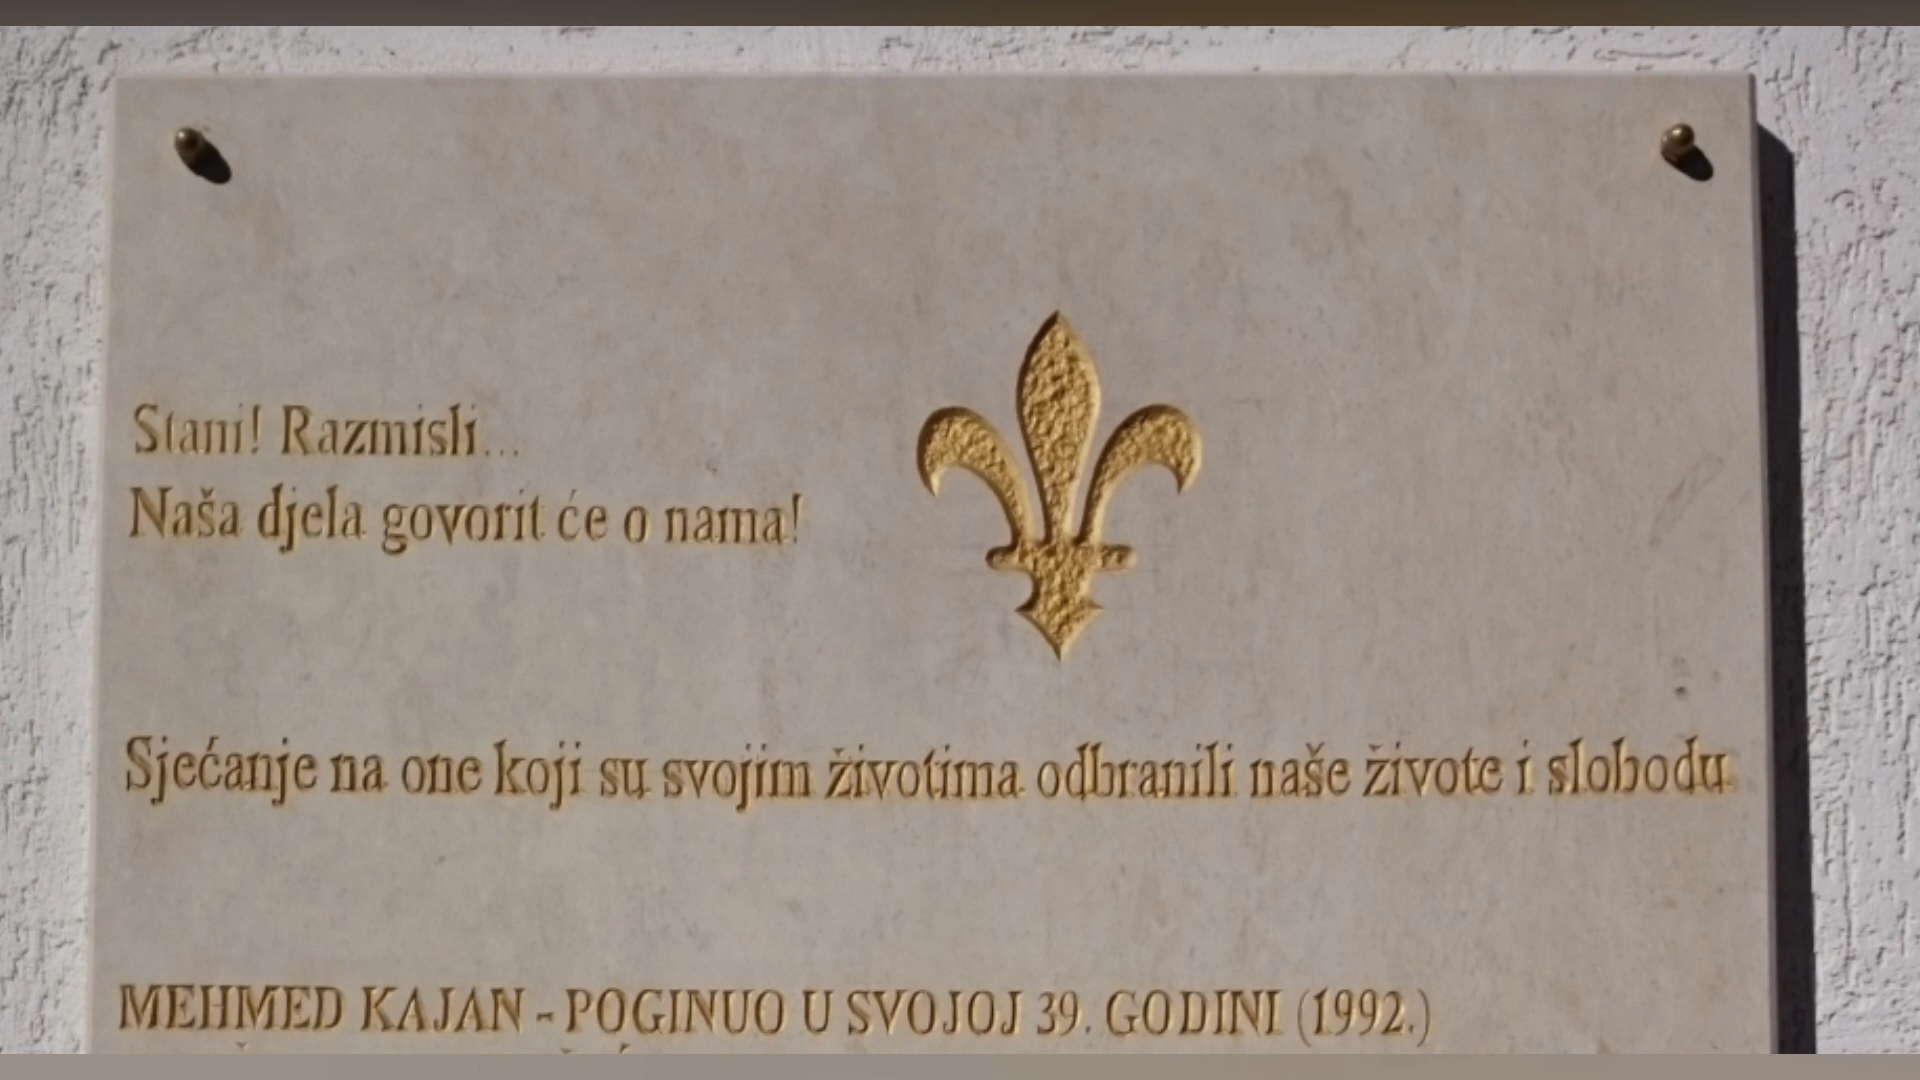 Stani! Razmisli...
Naša djela govorit će o nama!
Sjećanje na one koji su svojim životima odbranili naše živote i slobodu
MEHMED KAJAN - POGINUO U SVOJOJ 39. GODINI (1992.)